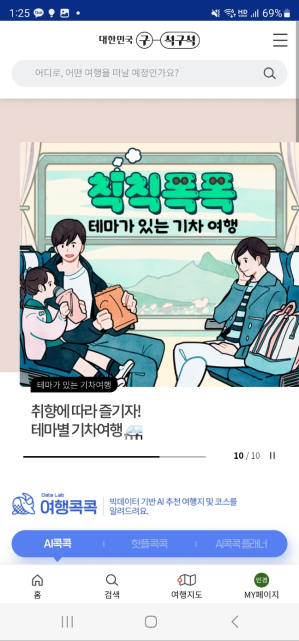 1:25
HD
69%
대한민국 구석구석
어디로, 어떤 여행을 떠날 예정인가요?
칙칙폭폭
테마가 있는 기차 여행
테마가 있는 기차여행
취향에 따라 즐기자!
테마별 기차여행
10 / 10
Data Lab
여행콕콕
빅데이터 기반 AI 추천 여행지 및 코스를
알려드려요.
AI콕콕
핫플콕콕
AI콕콕 플래너
홈
검색
여행지도
인경
MY페이지